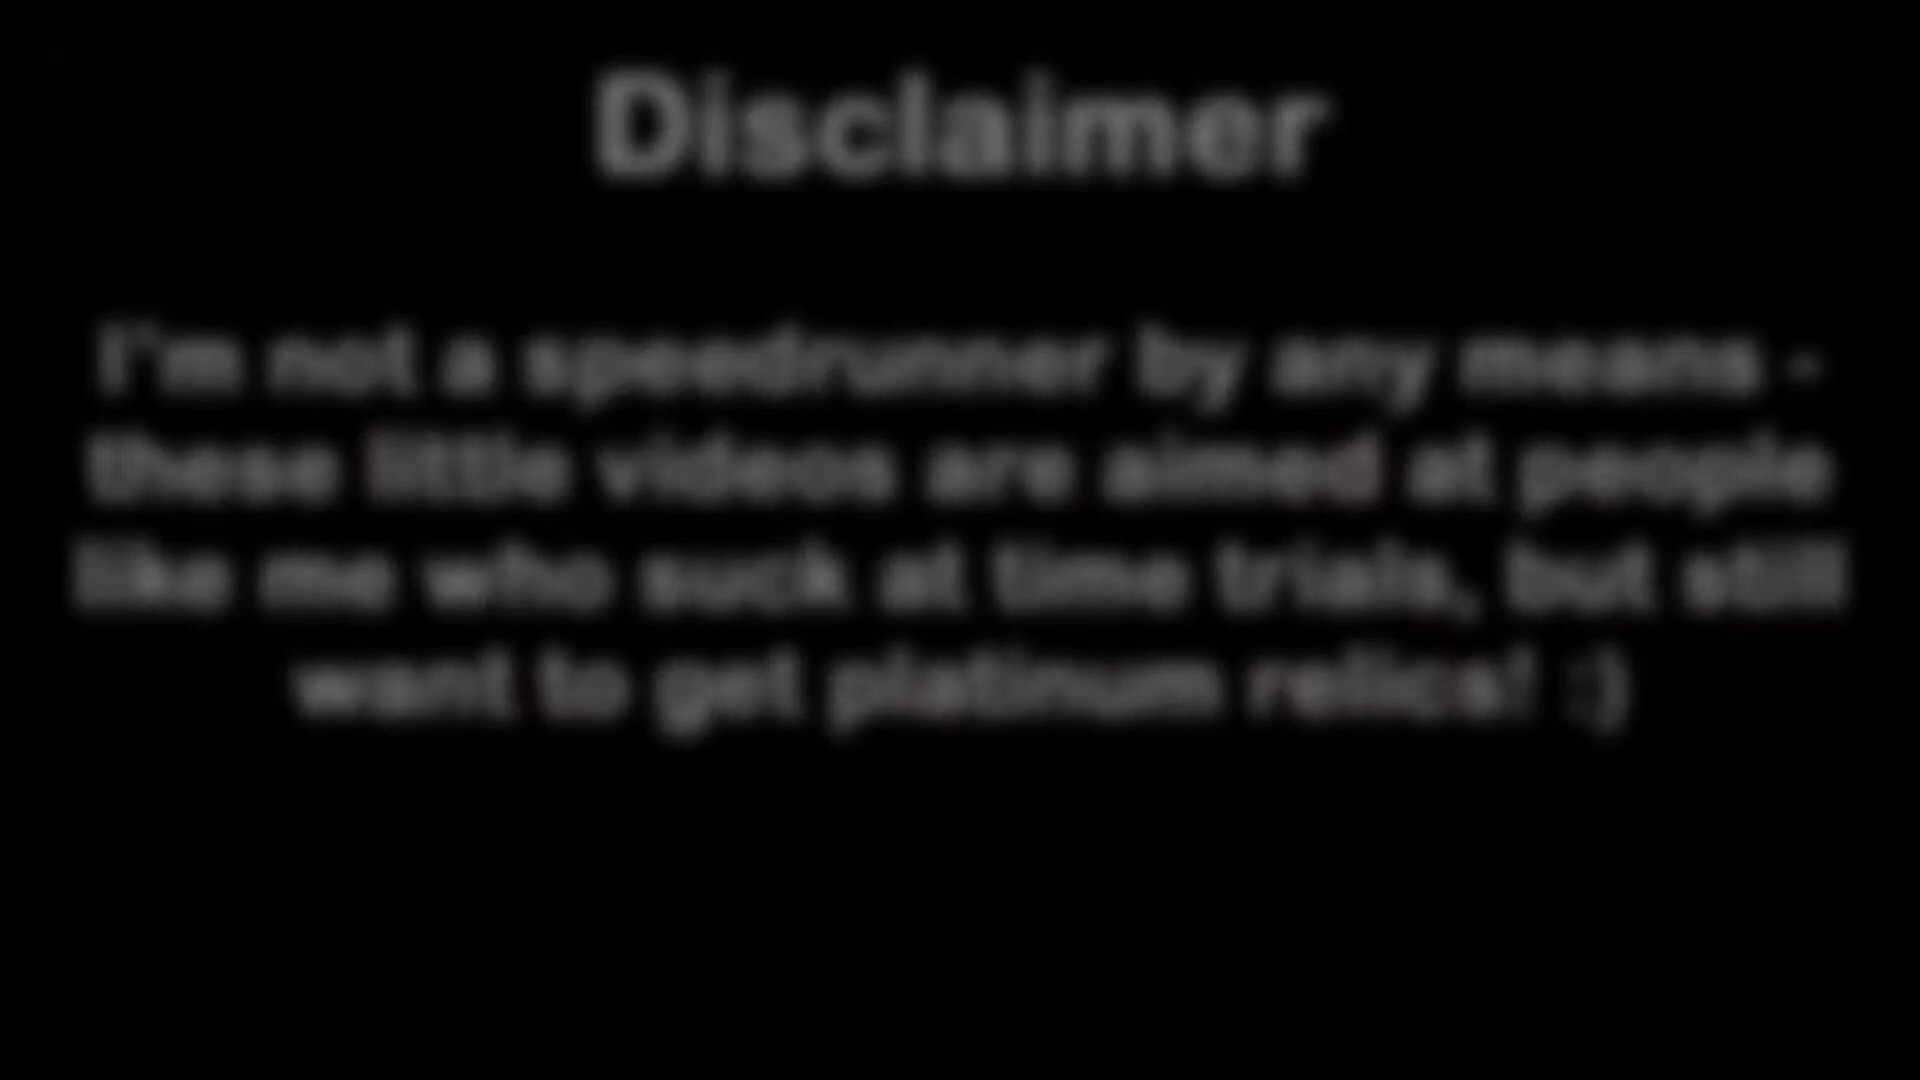 Disclaimer
I'm not a speedrunner by any means -
these little videos are aimed at people
like me who suck at time trials, but still
want to get platinum relics! :)